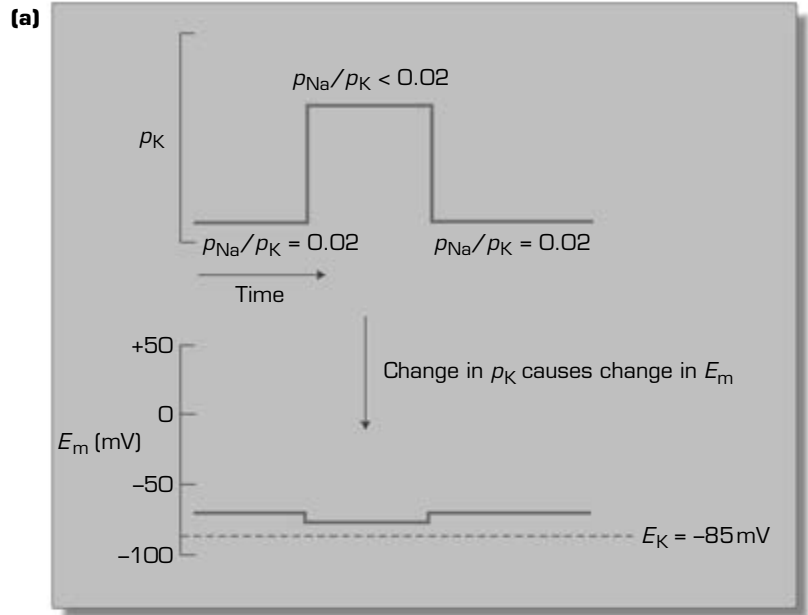 (a)
pNa/pK < 0.02
pK
pNa/pK = 0.02
pNa/pK = 0.02
Time
+50
Change in pK causes change in Em
0
Em (mV)
−50
EK = −85 mV
−100